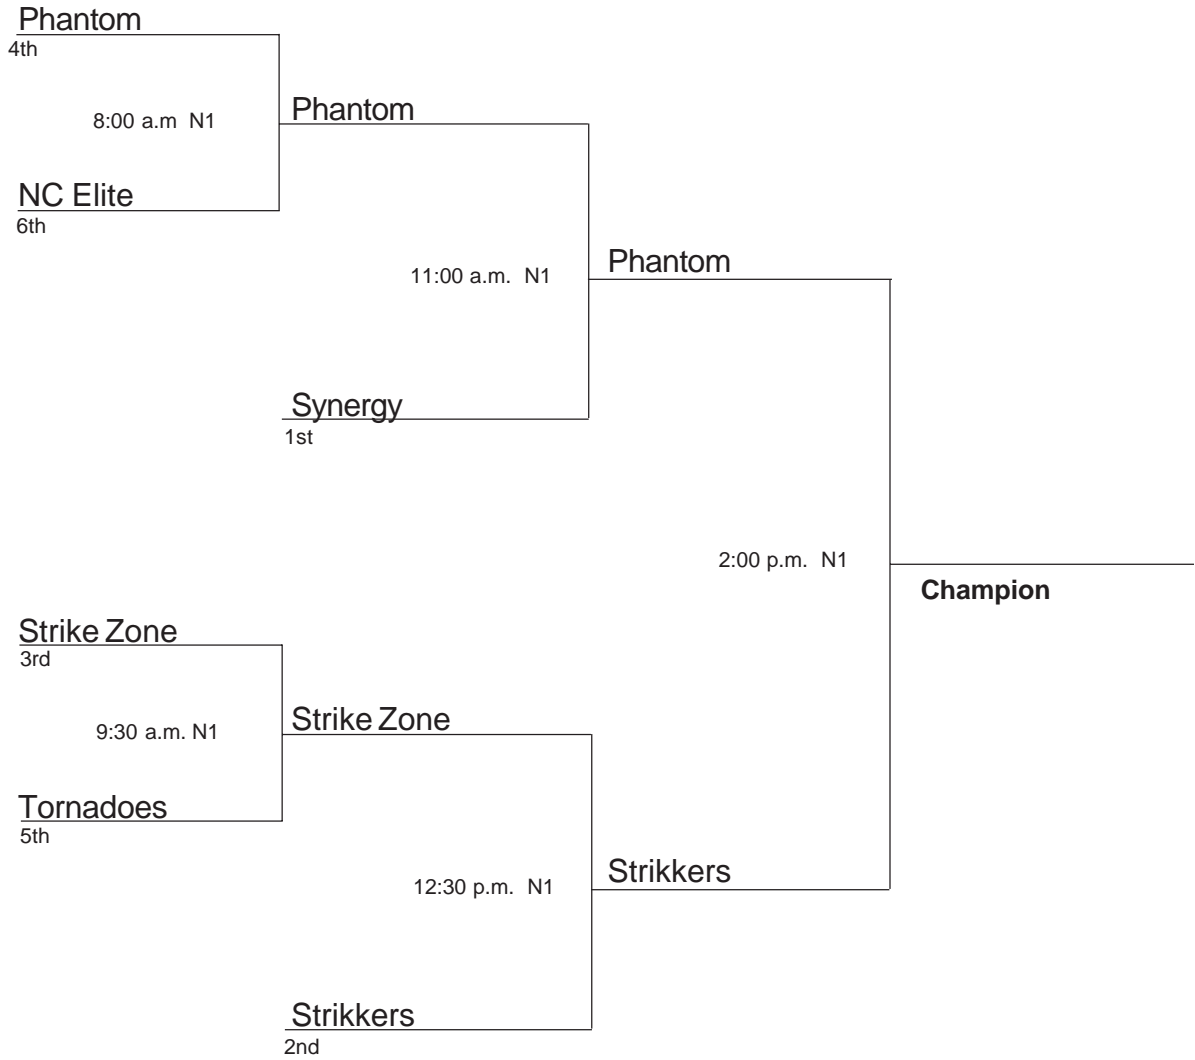 Phantom
4th
8:00 a.m N1
Phantom
NC Elite
6th
11:00 a.m. N1
Phantom
Synergy
1st
2:00 p.m. N1
Champion
Strike Zone
3rd
9:30 a.m. N1
Strike Zone
Tornadoes
5th
12:30 p.m. N1
Strikkers
Strikkers
2nd